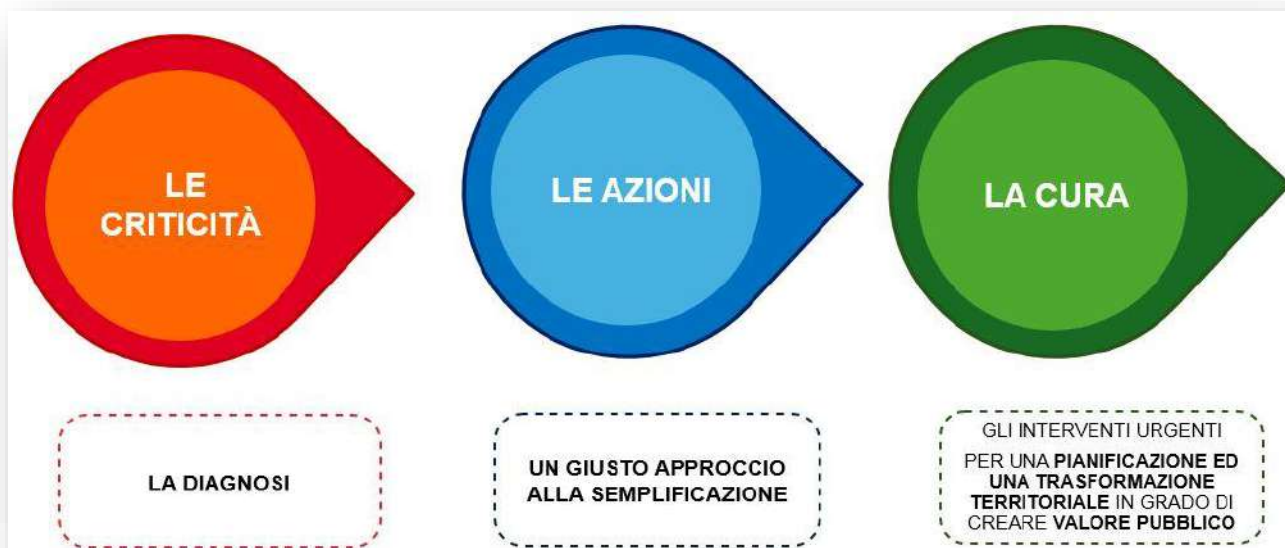 LE
CRITICITÀ
LE AZIONI
LA CURA
LA DIAGNOSI
UN GIUSTO APPROCCIO
ALLA SEMPLIFICAZIONE
GLI INTERVENTI URGENTI
PER UNA PIANIFICAZIONE ED
UNA TRASFORMAZIONE
TERRITORIALE IN GRADO DI
CREARE VALORE PUBBLICO